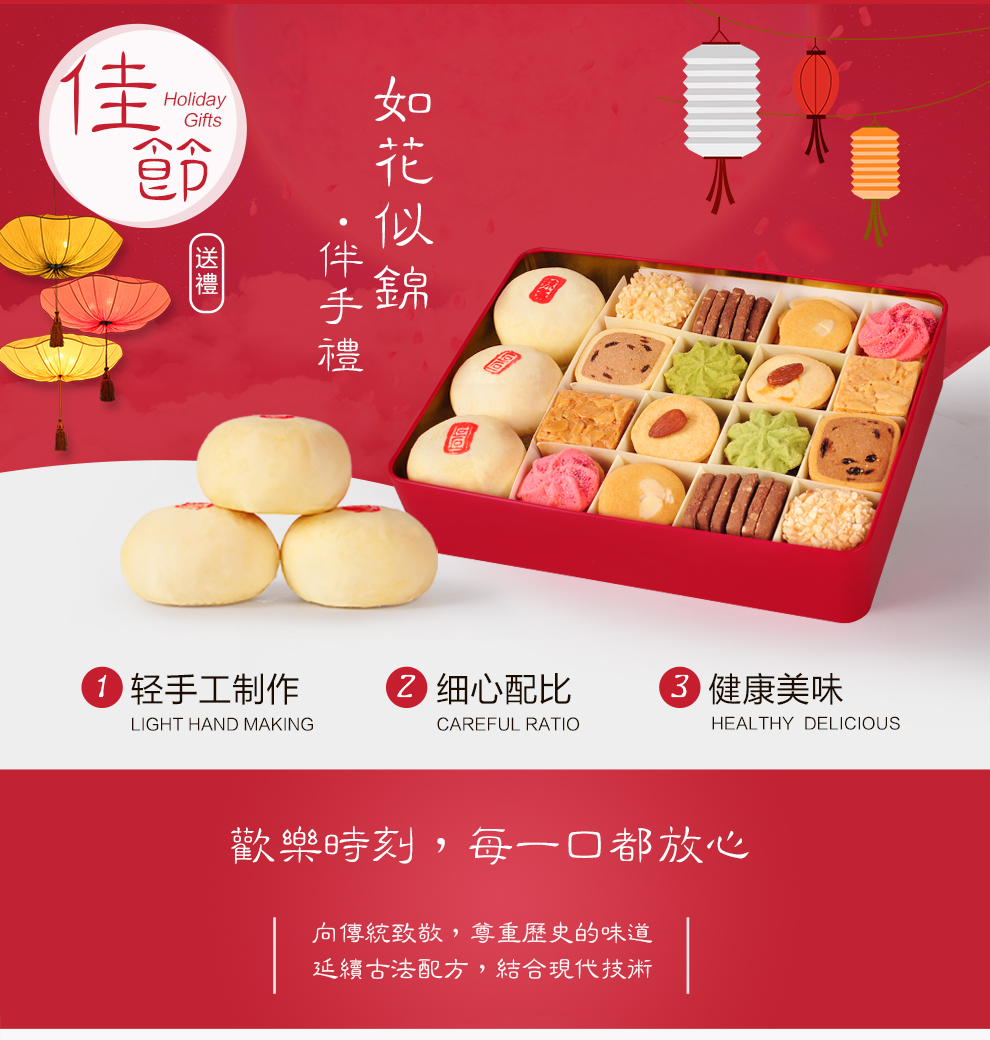 佳節
Holiday
Gifts
送禮
如花似錦
·伴手禮
1 轻手工制作
LIGHT HAND MAKING
2 细心配比
CAREFUL RATIO
3 健康美味
HEALTHY DELICIOUS
歡樂時刻，每一口都放心
向傳統致敬，尊重歷史的味道
延續古法配方，結合現代技術